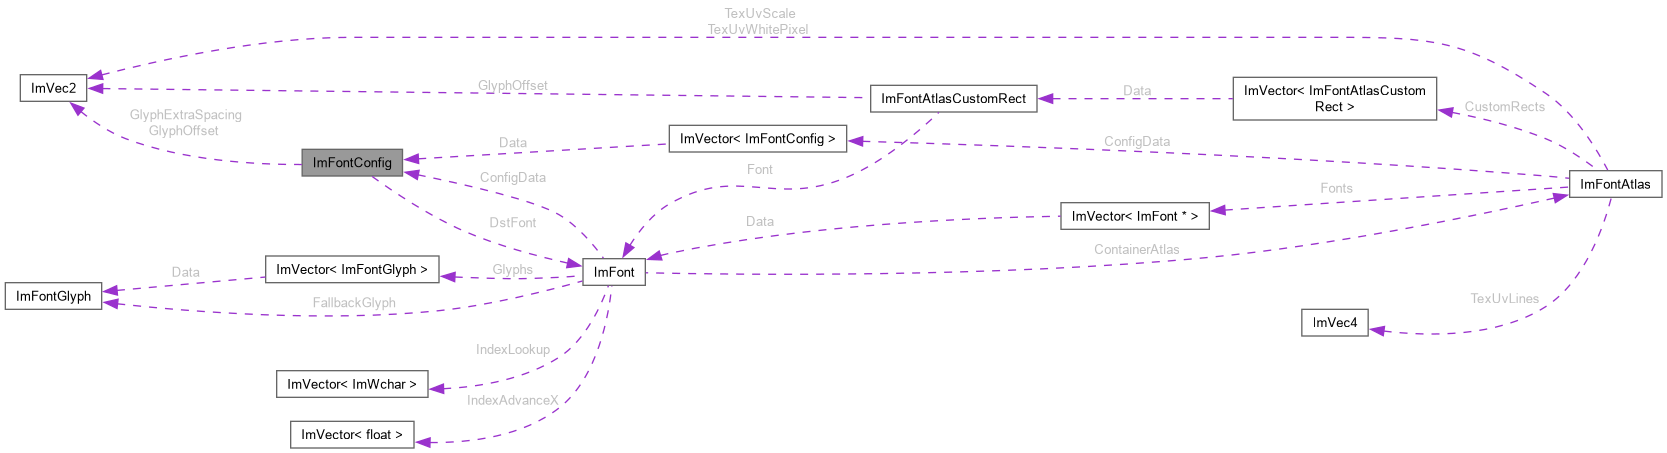 TexUvScale
TexUvWhitePixel
ImVec2
GlyphOffset
ImFontAtlasCustomRect
Data
ImVector< ImFontAtlasCustom
Rect >
CustomRects
GlyphExtraSpacing
GlyphOffset
ImFontConfig
Data
ImVector< ImFontConfig >
ConfigData
ConfigData
Font
ImFontAtlas
Fonts
ImVector< ImFont * >
DstFont
Data
ContainerAtlas
ImFont
ImVector< ImFontGlyph >
Glyphs
Data
ImFontGlyph
FallbackGlyph
TexUvLines
ImVec4
IndexLookup
ImVector< ImWchar >
IndexAdvanceX
ImVector< float >